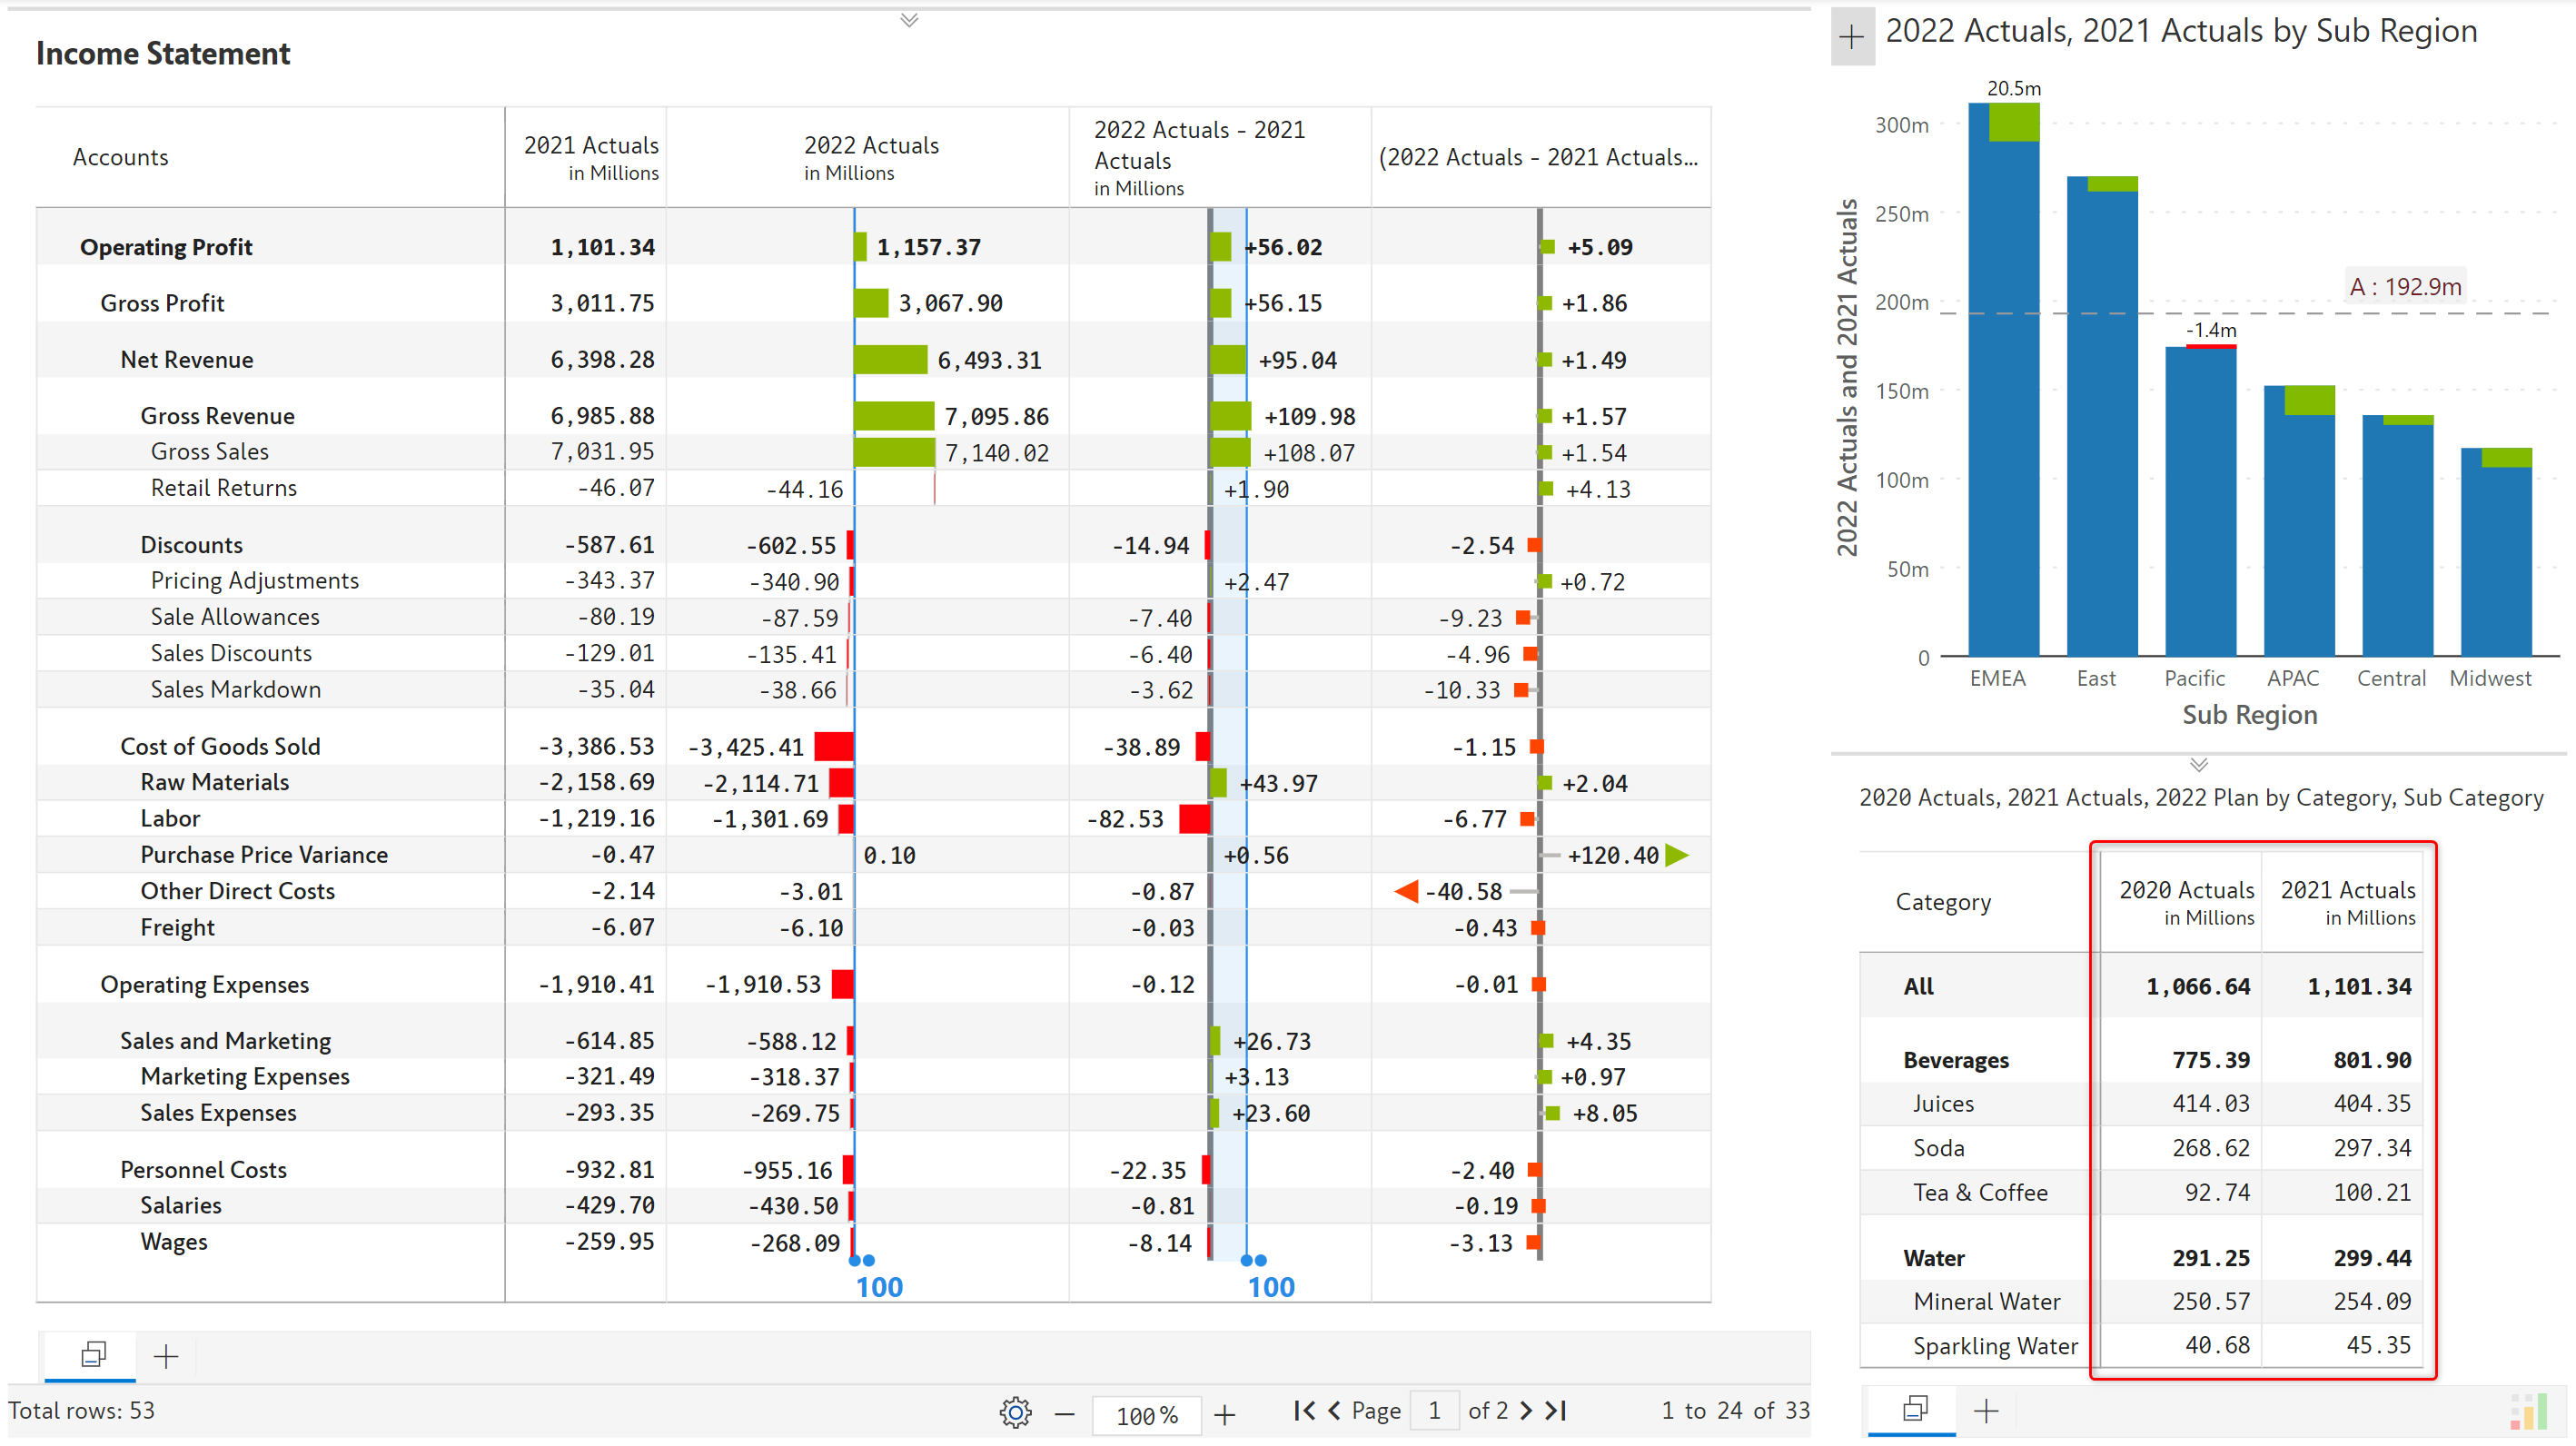 Income Statement
Accounts
2021 Actuals
in Millions
2022 Actuals
in Millions
2022 Actuals - 2021
Actuals
in Millions
(2022 Actuals - 2021 Actuals...
Operating Profit 1,101.34 1,157.37 +56.02 +5.09
Gross Profit 3,011.75 3,067.90 +56.15 +1.86
Net Revenue 6,398.28 6,493.31 +95.04 +1.49
Gross Revenue 6,985.88 7,095.86 +109.98 +1.57
Gross Sales 7,031.95 7,140.02 +108.07 +1.54
Retail Returns -46.07 -44.16 +1.90 +4.13
Discounts -587.61 -602.55 -14.94 -2.54
Pricing Adjustments -343.37 -340.90 +2.47 +0.72
Sale Allowances -80.19 -87.59 -7.40 -9.23
Sales Discounts -129.01 -135.41 -6.40 -4.96
Sales Markdown -35.04 -38.66 -3.62 -10.33
Cost of Goods Sold -3,386.53 -3,425.41 -38.89 -1.15
Raw Materials -2,158.69 -2,114.71 +43.97 +2.04
Labor -1,219.16 -1,301.69 -82.53 -6.77
Purchase Price Variance -0.47 0.10 +0.56 +120.40
Other Direct Costs -2.14 -3.01 -0.87 -40.58
Freight -6.07 -6.10 -0.03 -0.43
Operating Expenses -1,910.41 -1,910.53 -0.12 -0.01
Sales and Marketing -614.85 -588.12 +26.73 +4.35
Marketing Expenses -321.49 -318.37 +3.13 +0.97
Sales Expenses -293.35 -269.75 +23.60 +8.05
Personnel Costs -932.81 -955.16 -22.35 -2.40
Salaries -429.70 -430.50 -0.81 -0.19
Wages -259.95 -268.09 -8.14 -3.13
100 100
Total rows: 53
100 %
Page 1 of 2
1 to 24 of 33
2022 Actuals, 2021 Actuals by Sub Region
2022 Actuals and 2021 Actuals
300m
250m
200m
150m
100m
50m
0
20.5m
-1.4m
A : 192.9m
EMEA East Pacific APAC Central Midwest
Sub Region
2020 Actuals, 2021 Actuals, 2022 Plan by Category, Sub Category
Category
2020 Actuals
in Millions
2021 Actuals
in Millions
All 1,066.64 1,101.34
Beverages 775.39 801.90
Juices 414.03 404.35
Soda 268.62 297.34
Tea & Coffee 92.74 100.21
Water 291.25 299.44
Mineral Water 250.57 254.09
Sparkling Water 40.68 45.35